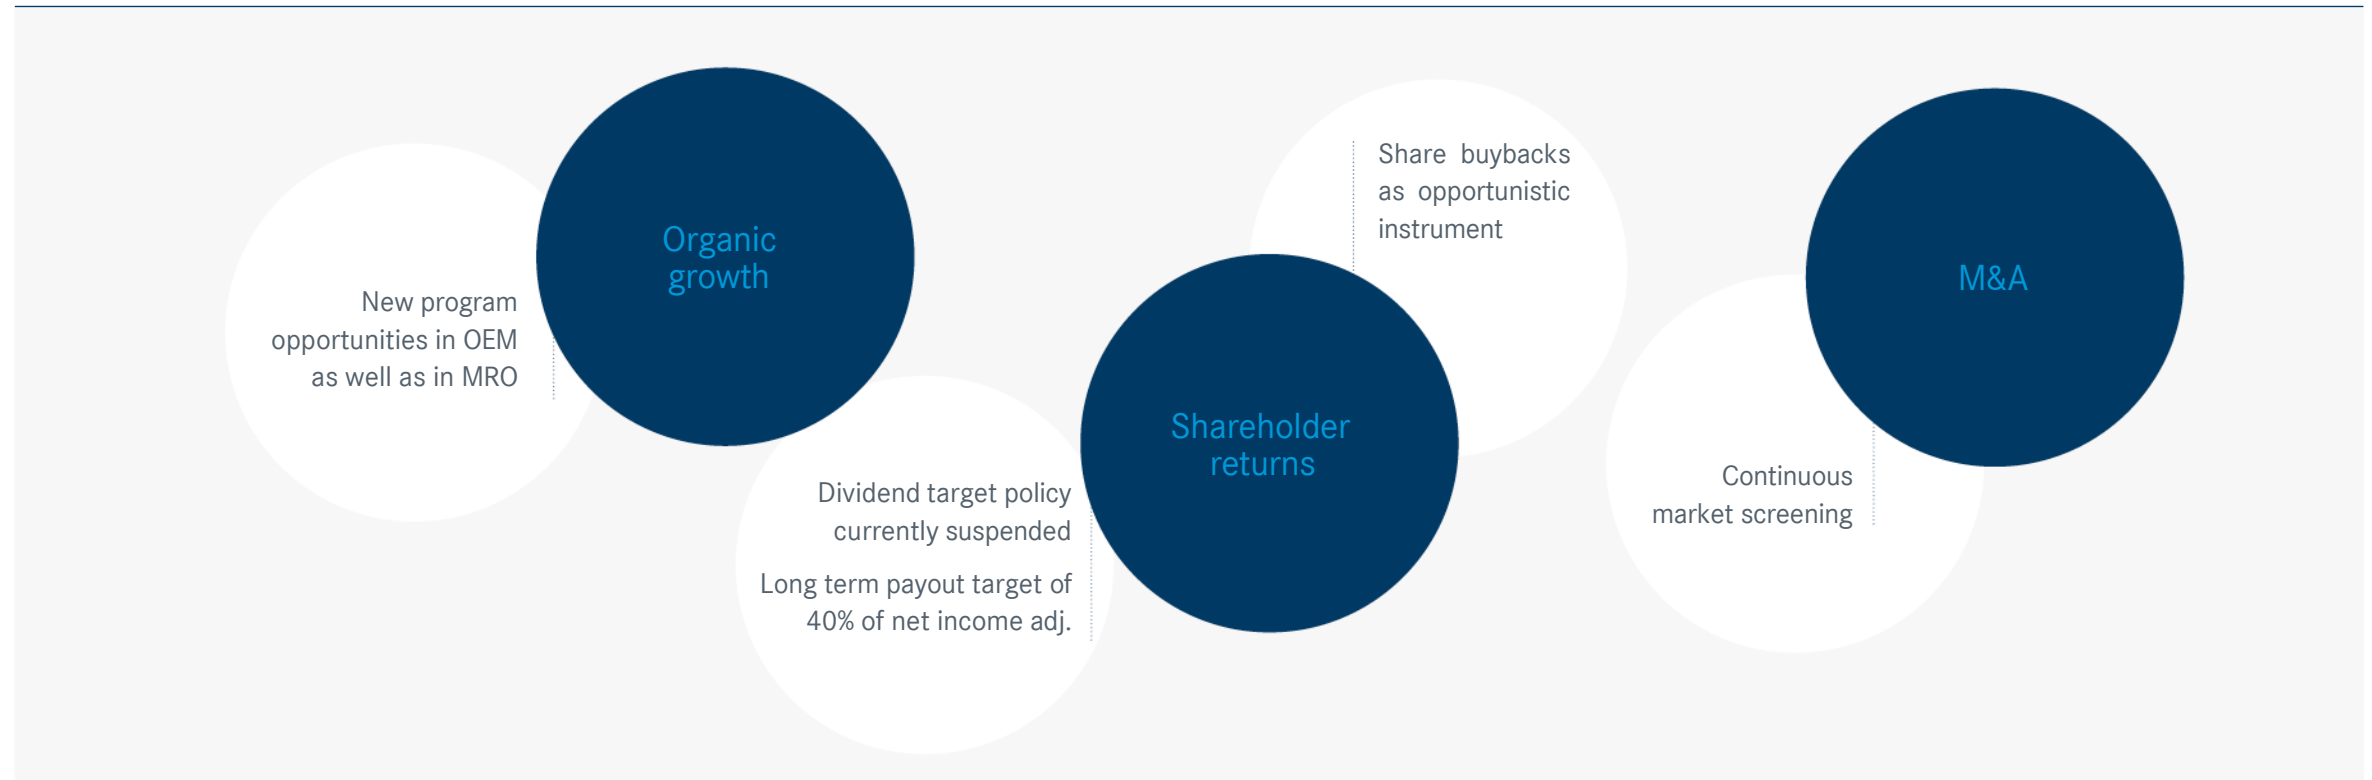 Organic
growth
New program
opportunities in OEM
as well as in MRO
Shareholder
returns
Dividend target policy
currently suspended
Long term payout target of
40% of net income adj.
Share buybacks
as opportunistic
instrument
M&A
Continuous
market screening